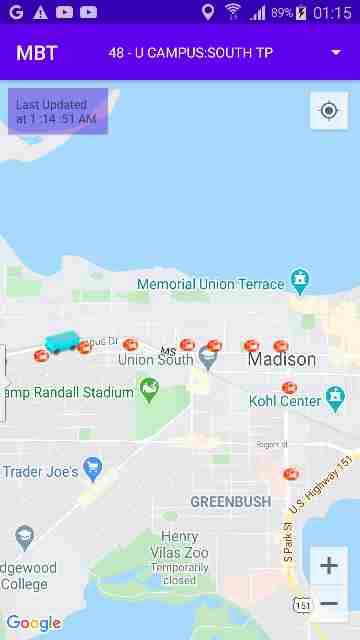 89% 01:15
MBT 48 - U CAMPUS:SOUTH TP
Last Updated
at 1 :14 :51 AM
Memorial Union Terrace
pus Dr
MS
Union South
Madison
amp Randall Stadium
Kohl Center
Rogers St
Trader Joe's
U.S. Highway 151
GREENBUSH
S Park St
Henry
Vilas Zoo
Temporarily
closed
dgewood
College
+
151
−
Google